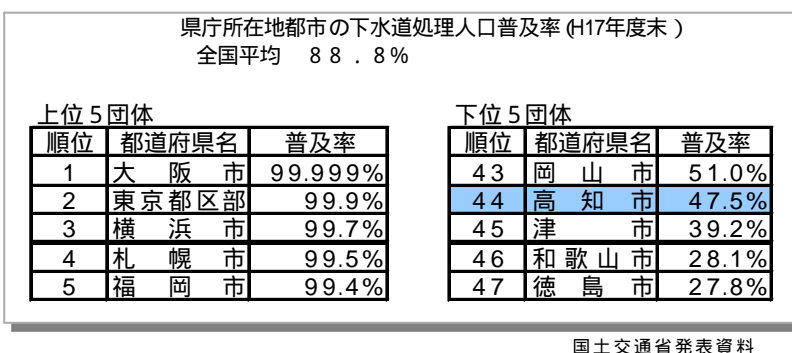 県庁所在地都市の下水道処理人口普及率(H17年度末)
全国平均 88.8%
上位5団体
順位 都道府県名 普及率
1 大阪市 99.999%
2 東京都区部 99.9%
3 横浜市 99.7%
4 札幌市 99.5%
5 福岡市 99.4%
下位5団体
順位 都道府県名 普及率
43 岡山市 51.0%
44 高知市 47.5%
45 津市 39.2%
46 和歌山市 28.1%
47 徳島市 27.8%
国土交通省発表資料